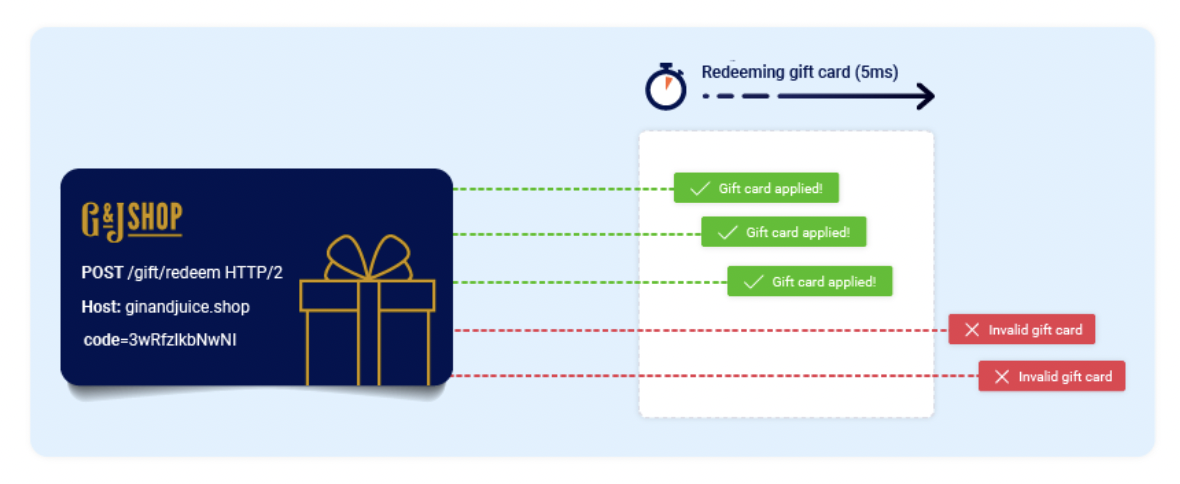 Redeeming gift card (5ms)
G&J SHOP
POST /gift/redeem HTTP/2
Host: ginandjuice.shop
code=3wRfzIkbNwNI
Gift card applied!
Gift card applied!
Gift card applied!
Invalid gift card
Invalid gift card